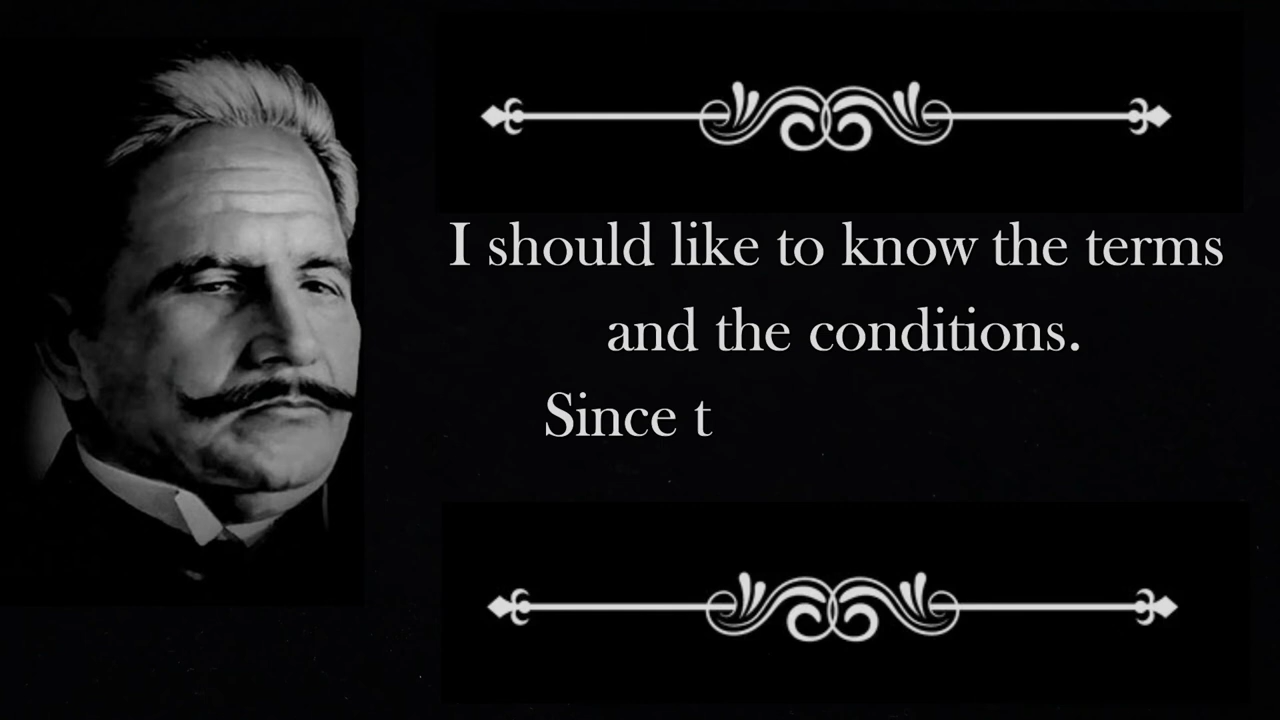 I should like to know the terms
and the conditions.
Since t